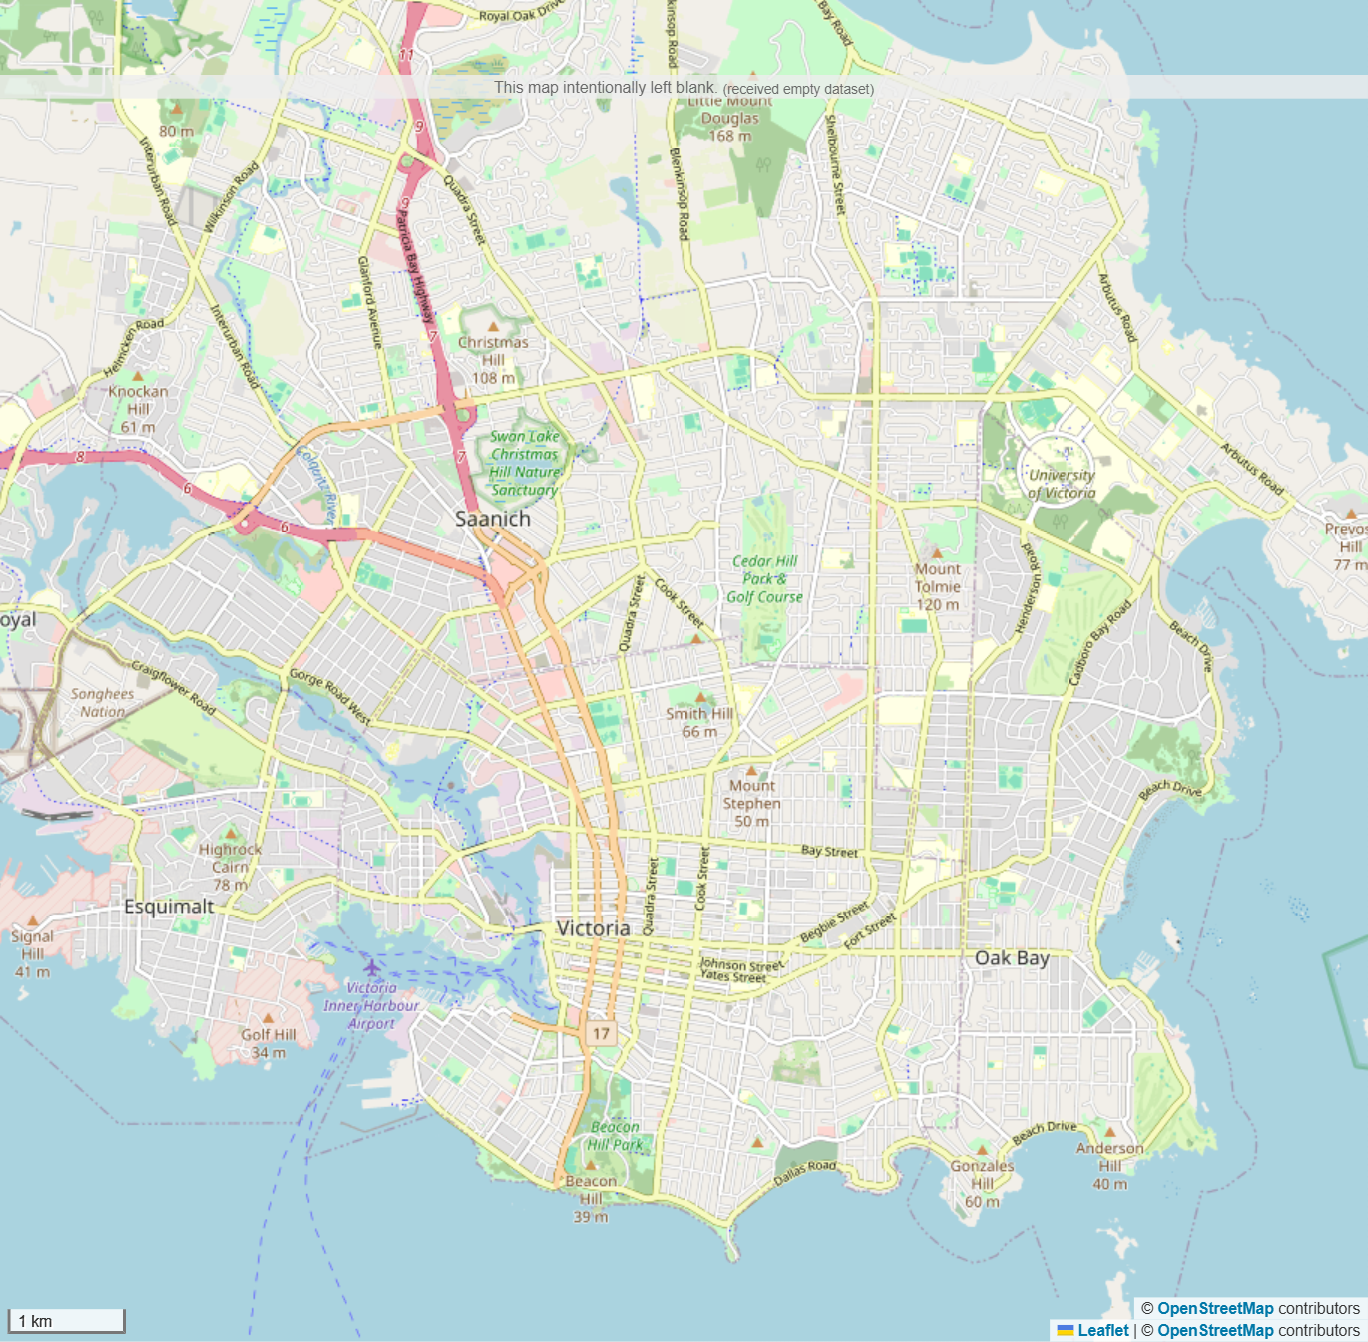 Royal Oak Drive
Bay Road
11
This map intentionally left blank. (received empty dataset)
Little Mount
Douglas
168 m
80 m
9
Interurban Road
Wilkinson Road
Quadra Street
Blenkinsop Road
Shelbourne Street
9
Patricia Bay Highway
Glanford Avenue
Arbutus Road
Helmcken Road
Interurban Road
7
Christmas
Hill
108 m
Knockan
Hill
61 m
Swan Lake
Christmas
Hill Nature
Sanctuary
8
6
7
Colquitz River
6
Saanich
University
of Victoria
Arbutus Road
Prevos
Hill
77 m
Cedar Hill
Park &
Golf Course
Mount
Tolmie
120 m
Henderson Road
Quadra Street
Cook Street
oyal
Cadboro Bay Road
Beach Drive
Craigflower Road
Gorge Road West
Songhees
Nation
Smith Hill
66 m
Mount
Stephen
50 m
Beach Drive
Highrock
Cairn
78 m
Bay Street
Esquimalt
Quadra Street
Cook Street
Begbie Street
Fort Street
Signal
Hill
41 m
Victoria
Johnson Street
Yates Street
Oak Bay
Victoria
Inner Harbour
Airport
Golf Hill
34 m
17
Beacon
Hill Park
Beach Drive
Anderson
Hill
40 m
Gonzales
Hill
60 m
Dallas Road
Beacon
Hill
39 m
1 km
© OpenStreetMap contributors
Leaflet | © OpenStreetMap contributors